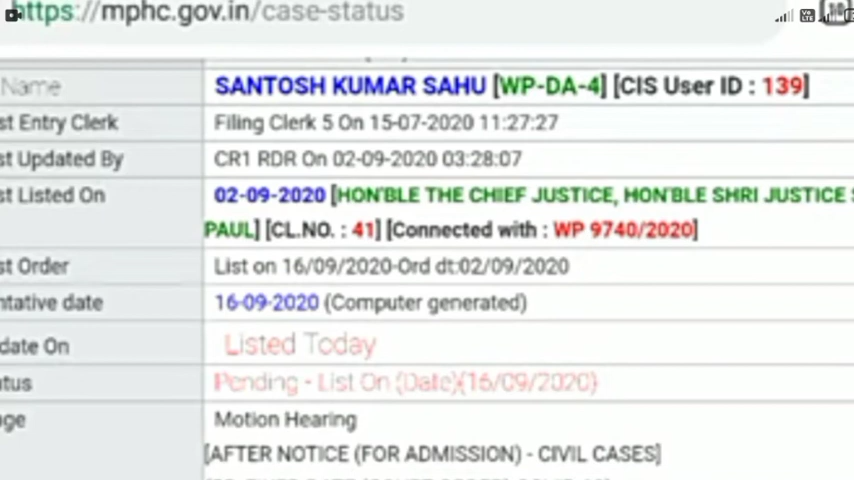 https://mphc.gov.in/case-status
Name SANTOSH KUMAR SAHU [WP-DA-4] [CIS User ID : 139]
st Entry Clerk Filing Clerk 5 On 15-07-2020 11:27:27
st Updated By CR1 RDR On 02-09-2020 03:28:07
st Listed On 02-09-2020 [HON'BLE THE CHIEF JUSTICE, HON'BLE SHRI JUSTICE S
PAUL] [CL.NO. : 41] [Connected with : WP 9740/2020]
st Order List on 16/09/2020-Ord dt:02/09/2020
ntative date 16-09-2020 (Computer generated)
date On Listed Today
atus Pending - List On (Date){16/09/2020}
age Motion Hearing
[AFTER NOTICE (FOR ADMISSION) - CIVIL CASES]